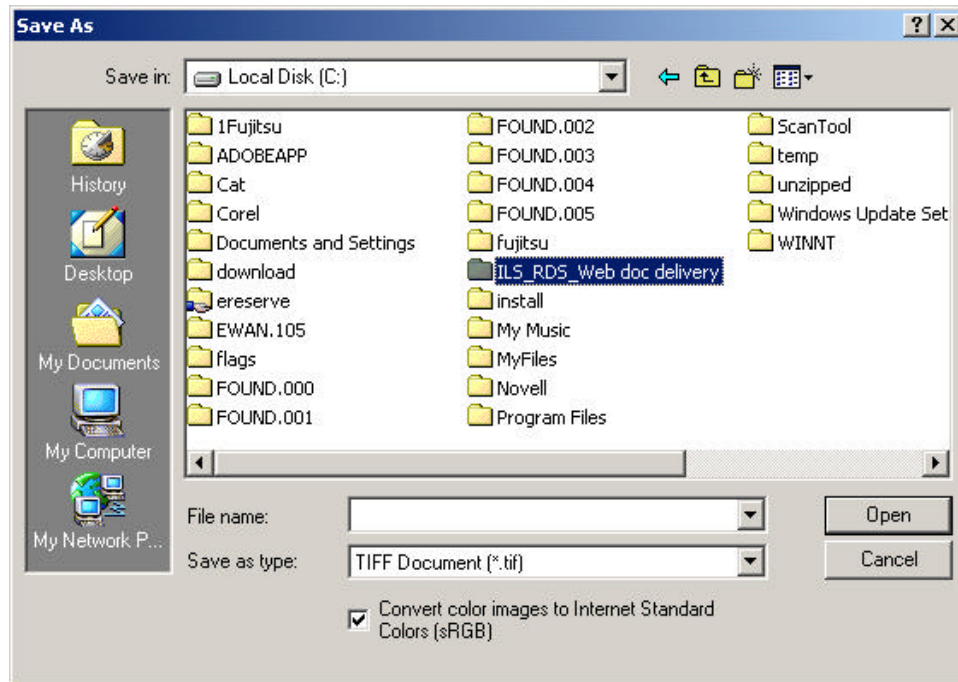 Save As
Save in:
Local Disk (C:)
History
Desktop
My Documents
My Computer
My Network P...
1Fujitsu
ADOBEAPP
Cat
Corel
Documents and Settings
download
ereserve
EWAN.105
flags
FOUND.000
FOUND.001
FOUND.002
FOUND.003
FOUND.004
FOUND.005
fujitsu
ILS_RDS_Web doc delivery
install
My Music
MyFiles
Novell
Program Files
ScanTool
temp
unzipped
Windows Update Set
WINNT
File name:
Open
Save as type:
TIFF Document (*.tif)
Cancel
Convert color images to Internet Standard
Colors (sRGB)